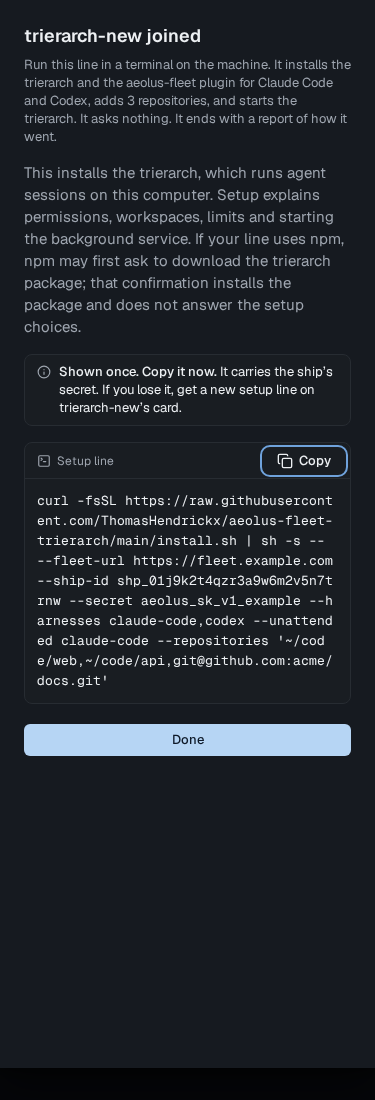 trierarch-new joined
Run this line in a terminal on the machine. It installs the
trierarch and the aeolus-fleet plugin for Claude Code
and Codex, adds 3 repositories, and starts the
trierarch. It asks nothing. It ends with a report of how it
went.
This installs the trierarch, which runs agent
sessions on this computer. Setup explains
permissions, workspaces, limits and starting
the background service. If your line uses npm,
npm may first ask to download the trierarch
package; that confirmation installs the
package and does not answer the setup
choices.
Shown once. Copy it now. It carries the ship's
secret. If you lose it, get a new setup line on
trierarch-new's card.
Setup line
Copy
curl -fsSL https://raw.githubusercont
ent.com/ThomasHendrickx/aeolus-fleet-
trierarch/main/install.sh | sh -s --
--fleet-url https://fleet.example.com
--ship-id shp_01j9k2t4qzr3a9w6m2v5n7t
rnw --secret aeolus_sk_v1_example --h
arnesses claude-code,codex --unattend
ed claude-code --repositories '~/cod
e/web,~/code/api,git@github.com:acme/
docs.git'
Done